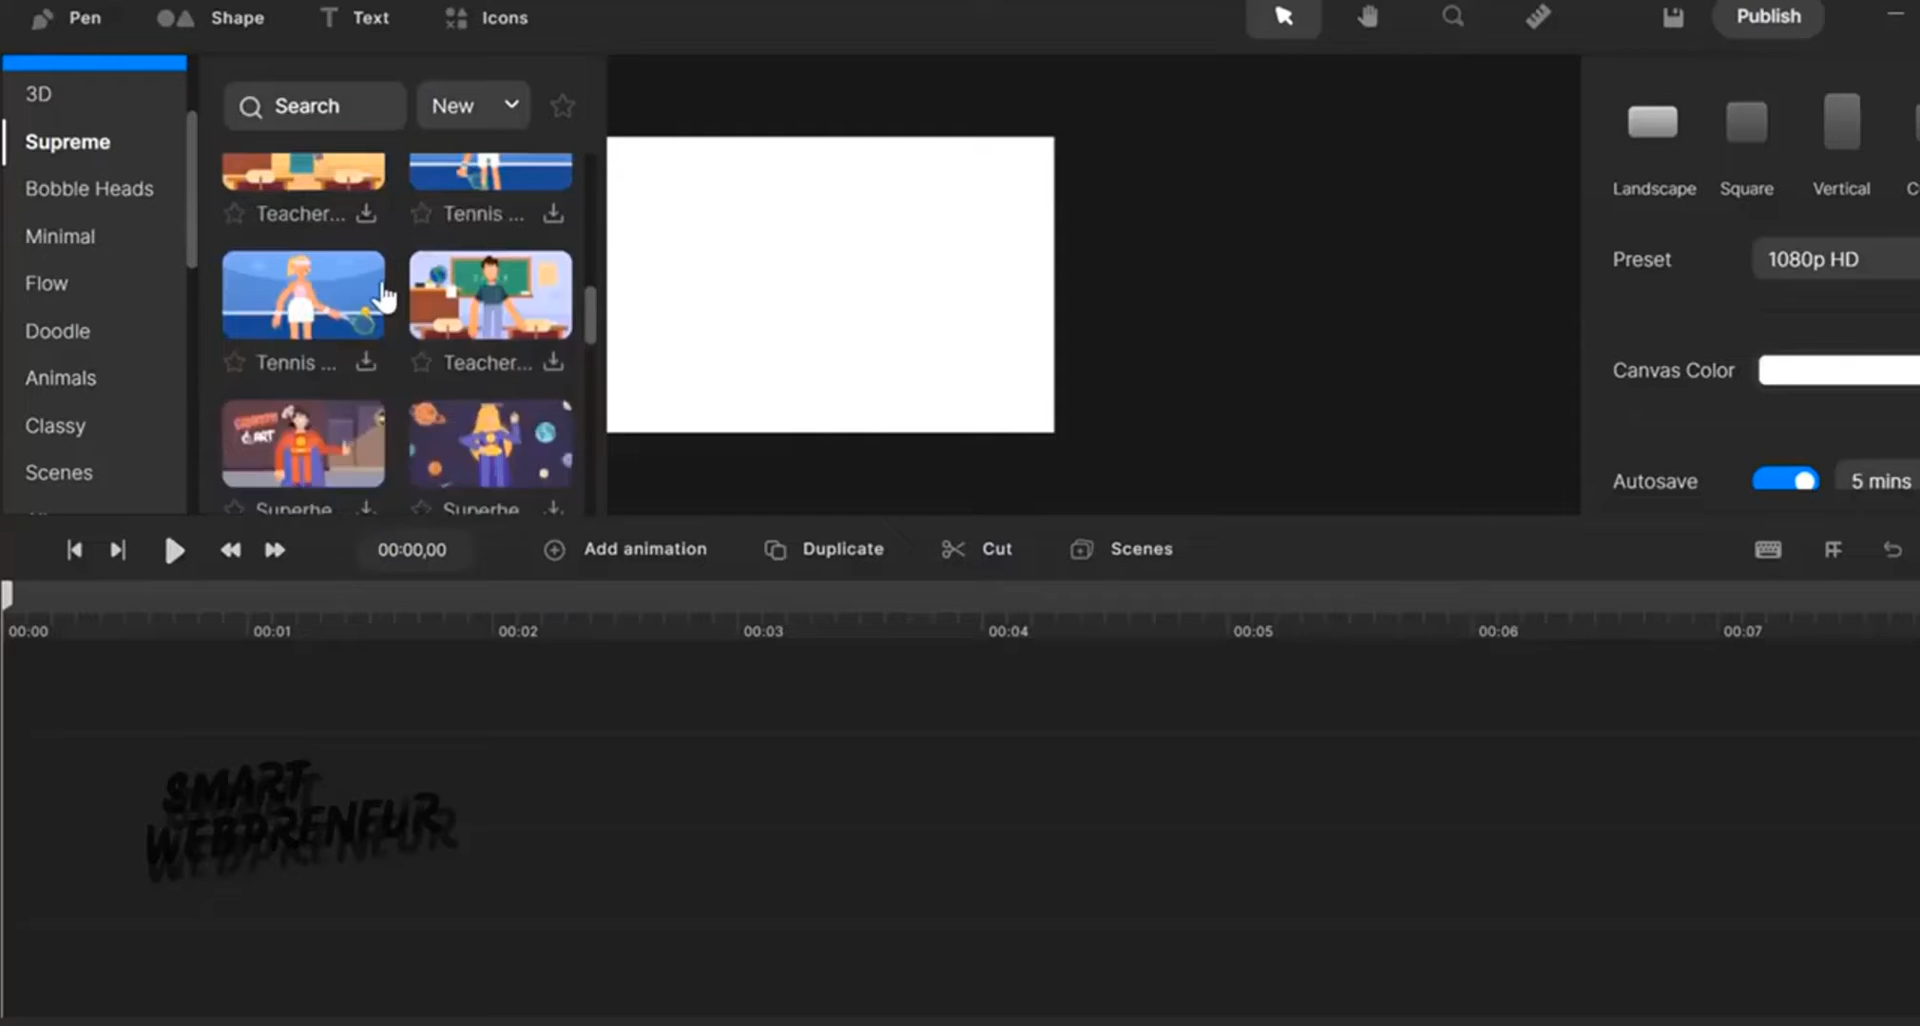 Pen Shape Text Icons Publish
3D
Supreme
Bobble Heads
Minimal
Flow
Doodle
Animals
Classy
Scenes
Search New
Teacher... Tennis ...
Tennis ... Teacher...
Superhe Superhe
Landscape Square Vertical C
Preset 1080p HD
Canvas Color
Autosave 5 mins
00:00,00 Add animation Duplicate Cut Scenes
00:00 00:01 00:02 00:03 00:04 00:05 00:06 00:07
SMART
WEBPRENEUR